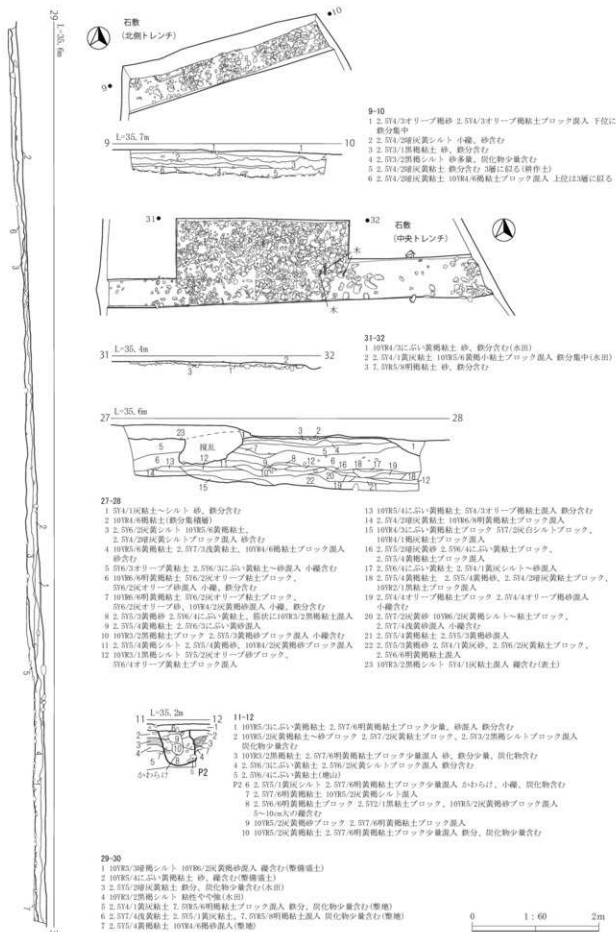 29
L=35.6m
石敷
(北側トレンチ)
10
9
9-10
1 2.5Y4/3オリーブ褐砂 2.5Y4/3オリーブ褐粘土ブロック混入 下位に
鉄分集中
2 2.5Y4/2暗灰黄シルト 小礫、砂含む
3 2.5Y3/1黒褐粘土 砂、鉄分含む
4 2.5Y3/2黒褐シルト 砂多量、炭化物少量含む
5 2.5Y4/2暗灰黄粘土 鉄分含む 3層に似る(耕作土)
6 2.5Y4/2暗灰黄粘土 10YR4/6褐粘土ブロック混入 上位は3層に似る
9 L=35.7m 10
31
32
石敷
(中央トレンチ)
木
木
31 L=35.4m 32
31-32
1 10YR4/3にぶい黄褐粘土 砂、鉄分含む(水田)
2 2.5Y4/1黄灰粘土 10YR5/6黄褐小粘土ブロック混入 鉄分集中(水田)
3 7.5YR5/8明褐粘土 砂、鉄分含む
27 L=35.6m 28
撹乱
27-28
1 5Y4/1灰粘土～シルト 砂、鉄分含む
2 10YR4/6褐粘土(鉄分集積層)
3 2.5Y6/2灰黄シルト 10YR5/6黄褐粘土、
2.5Y4/2暗灰黄シルトブロック混入 砂含む
4 10YR5/6黄褐粘土 2.5Y7/3浅黄粘土、10YR4/6褐粘土ブロック混入
砂含む
5 5Y6/3オリーブ黄粘土 2.5Y6/3にぶい黄粘土～砂混入 小礫含む
6 10YR6/6明黄褐粘土 5Y6/2灰オリーブ粘土ブロック、
5Y6/2灰オリーブ砂混入 小礫、鉄分含む
7 10YR6/8明黄褐粘土 5Y6/2灰オリーブ粘土ブロック、
5Y6/2灰オリーブ砂、10YR4/2灰黄褐砂混入 小礫、鉄分含む
8 2.5Y5/3黄褐砂 2.5Y6/4にぶい黄粘土、筋状に10YR3/2黒褐粘土混入
9 2.5Y5/4黄褐粘土 2.5Y6/3にぶい黄砂混入
10 10YR3/2黒褐粘土ブロック 2.5Y5/3黄褐砂ブロック混入 小礫含む
11 2.5Y5/4黄褐シルト 2.5Y5/4黄褐砂、10YR4/2灰黄褐砂ブロック混入
12 10YR3/1黒褐シルト 5Y5/2灰オリーブ砂ブロック、
5Y6/4オリーブ黄粘土ブロック混入
13 10YR5/4にぶい黄褐粘土 5Y4/3オリーブ褐粘土混入 鉄分含む
14 2.5Y4/2暗灰黄粘土 10YR6/8明黄褐粘土ブロック混入
15 10YR4/3にぶい黄褐粘土ブロック 5Y7/2灰白シルトブロック、
10YR4/1褐灰粘土ブロック混入
16 2.5Y5/2暗灰黄砂 2.5Y6/4にぶい黄粘土ブロック、
2.5Y5/4黄褐粘土ブロック混入
17 2.5Y6/4にぶい黄粘土 2.5Y4/1黄灰シルト～砂混入
18 2.5Y5/4黄褐粘土 2.5Y5/4黄褐砂、2.5Y4/2暗灰黄粘土ブロック、
10YR2/1黒粘土ブロック混入
19 2.5Y4/4オリーブ褐粘土ブロック 2.5Y4/4オリーブ褐砂混入
小礫含む
20 2.5Y7/2灰黄砂 10YR6/2灰黄褐シルト～粘土ブロック、
2.5Y7/4浅黄砂混入 小礫含む
21 2.5Y5/4黄褐粘土 2.5Y5/3黄褐砂混入
22 2.5Y5/3黄褐砂 2.5Y4/1黄灰砂、2.5Y6/2灰黄粘土ブロック、
2.5Y6/6明黄褐粘土混入
23 10YR3/2黒褐シルト 5Y4/1灰粘土混入 礫含む(表土)
11 L=35.2m 12
かわらけ
P2
11-12
1 10YR5/3にぶい黄褐粘土 2.5Y7/6明黄褐粘土ブロック少量、砂混入 鉄分含む
2 10YR5/2灰黄褐粘土～砂ブロック 2.5Y7/2灰黄粘土ブロック、2.5Y3/2黒褐シルトブロック混入
炭化物少量含む
3 10YR3/2黒褐粘土 2.5Y7/6明黄褐粘土ブロック少量混入 砂、鉄分少量、炭化物含む
4 2.5Y6/3にぶい黄粘土 2.5Y6/2灰黄シルトブロック混入 鉄分含む
5 2.5Y6/4にぶい黄粘土(地山)
P2 6 2.5Y5/1黄灰シルト 2.5Y7/6明黄褐粘土ブロック少量混入 かわらけ、小礫、炭化物含む
7 2.5Y7/6明黄褐粘土 10YR5/2灰黄褐シルト混入
8 2.5Y6/6明黄褐粘土ブロック 2.5Y2/1黒粘土ブロック、10YR5/2灰黄褐砂ブロック混入
5～10cm大の礫含む
9 10YR5/2灰黄褐砂ブロック 2.5Y7/6明黄褐粘土ブロック混入
10 10YR5/2灰黄褐粘土 2.5Y7/6明黄褐粘土ブロック少量混入 鉄分、炭化物少量含む
29-30
1 10YR3/3暗褐シルト 10YR6/2灰黄褐砂混入 礫含む(整備盛土)
2 10YR5/4にぶい黄褐粘土 砂、礫含む(整備盛土)
3 2.5Y5/2暗灰黄粘土 鉄分、炭化物少量含む(水田)
4 10YR3/2黒褐シルト 粘性やや強(水田)
5 2.5Y4/1黄灰粘土 7.5YR5/6明褐粘土ブロック混入 鉄分、炭化物少量含む(整地)
6 2.5Y7/4浅黄粘土 2.5Y5/1黄灰粘土、7.5YR5/8明褐粘土混入 炭化物少量含む(整地)
7 2.5Y5/4黄褐粘土 10YR4/6褐砂混入(整地)
0 1:60 2m